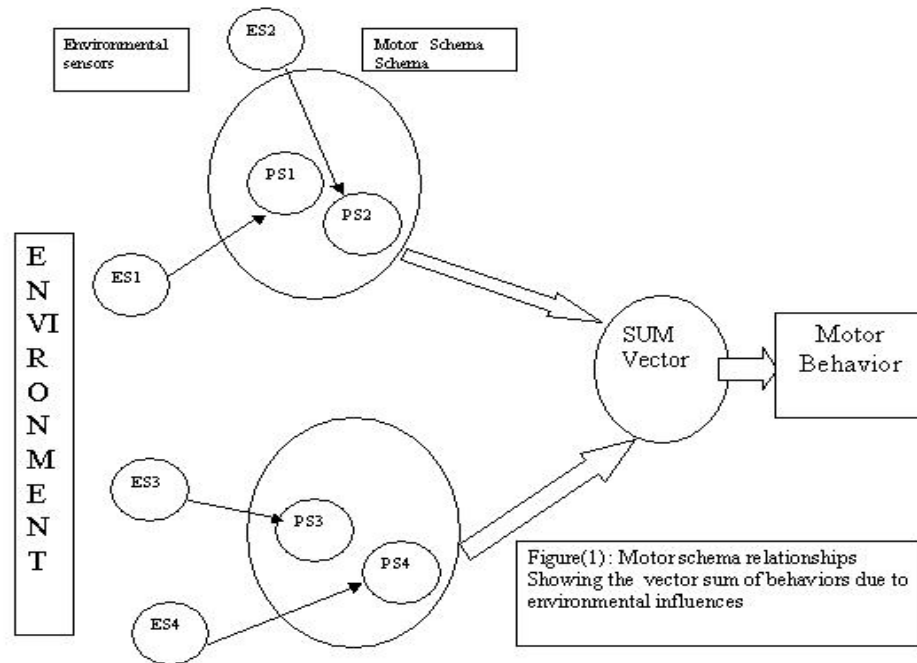 Environmental
sensors
ES2
Motor Schema
Schema
PS1
PS2
ES1
E
N
VI
R
O
N
M
E
N
T
SUM
Vector
Motor
Behavior
ES3
PS3
PS4
ES4
Figure(1): Motor schema relationships
Showing the vector sum of behaviors due to
environmental influences